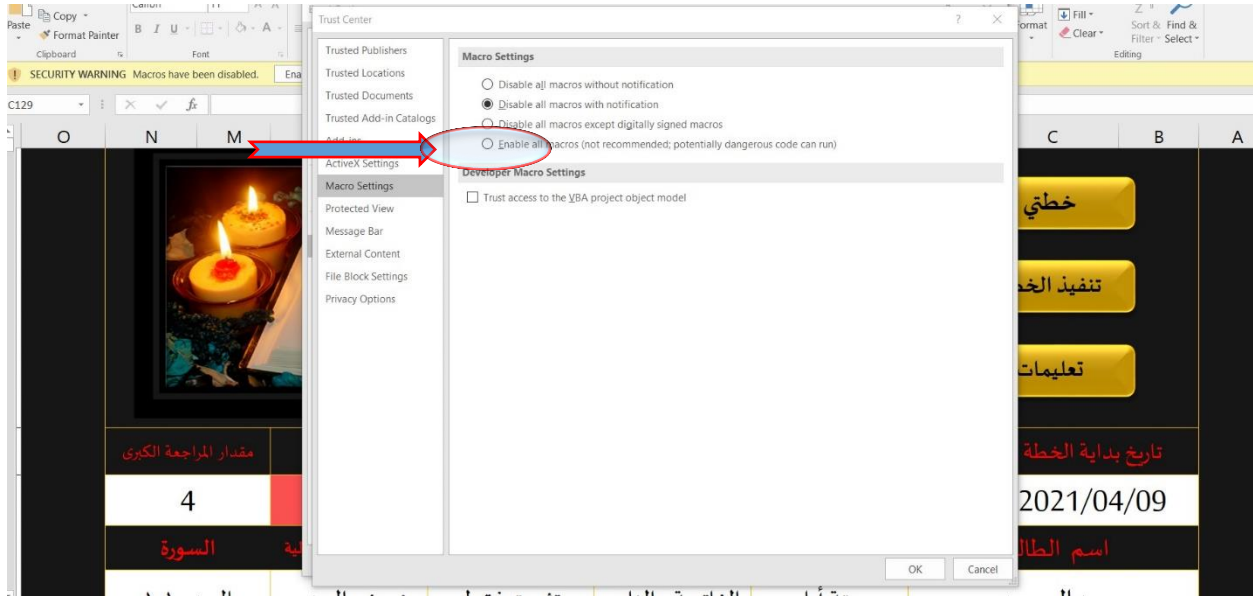 Trust Center
Copy
Paste
Format Painter
B I U
A
Fill
Clear
Sort & Find &
Filter Select
Clipboard
Font
Editing
SECURITY WARNING Macros have been disabled.
C129
fx
O N M C B A
Trusted Publishers
Trusted Locations
Trusted Documents
Trusted Add-in Catalogs
ActiveX Settings
Macro Settings
Protected View
Message Bar
External Content
File Block Settings
Privacy Options
Macro Settings
Disable all macros without notification
Disable all macros with notification
Disable all macros except digitally signed macros
Enable all macros (not recommended; potentially dangerous code can run)
Developer Macro Settings
Trust access to the VBA project object model
OK Cancel
خطتي
تنفيذ
تعليمات
تاريخ بداية الخطة
مقدار المراجعة الكبرى
2021/04/09
4
اسم
السورة